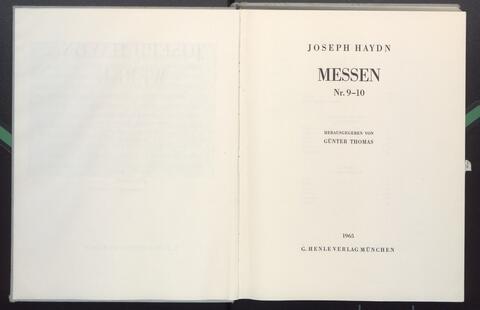 JOSEPH HAYDN
MESSEN
Nr. 9–10
HERAUSGEGEBEN VON
GÜNTER THOMAS
1965
G. HENLE VERLAG MÜNCHEN